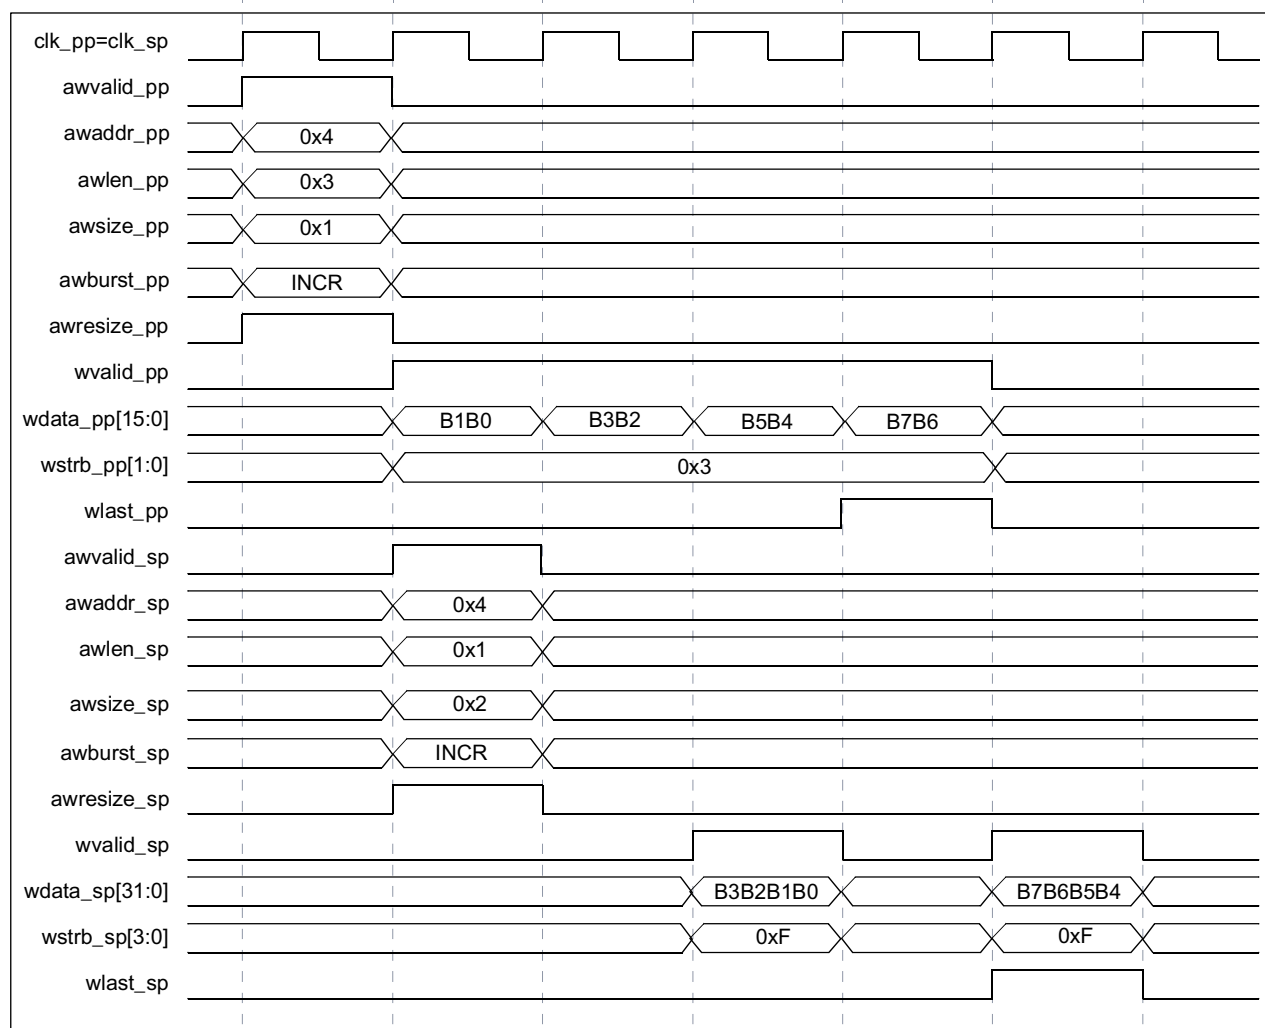 clk_pp=clk_sp
awvalid_pp
awaddr_pp 0x4
awlen_pp 0x3
awsize_pp 0x1
awburst_pp INCR
awresize_pp
wvalid_pp
wdata_pp[15:0] B1B0 B3B2 B5B4 B7B6
wstrb_pp[1:0] 0x3
wlast_pp
awvalid_sp
awaddr_sp 0x4
awlen_sp 0x1
awsize_sp 0x2
awburst_sp INCR
awresize_sp
wvalid_sp
wdata_sp[31:0] B3B2B1B0 B7B6B5B4
wstrb_sp[3:0] 0xF 0xF
wlast_sp